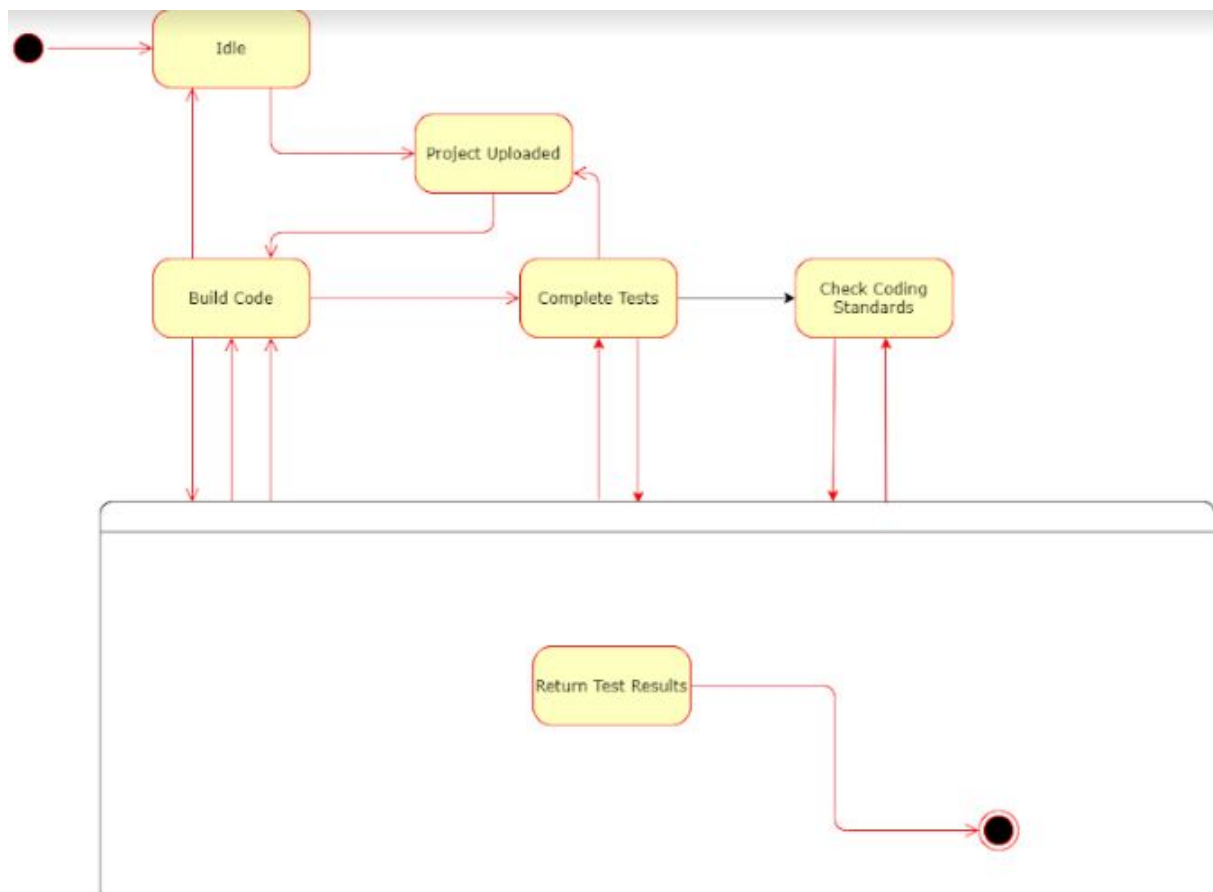 Idle
Project Uploaded
Build Code
Complete Tests
Check Coding
Standards
Return Test Results